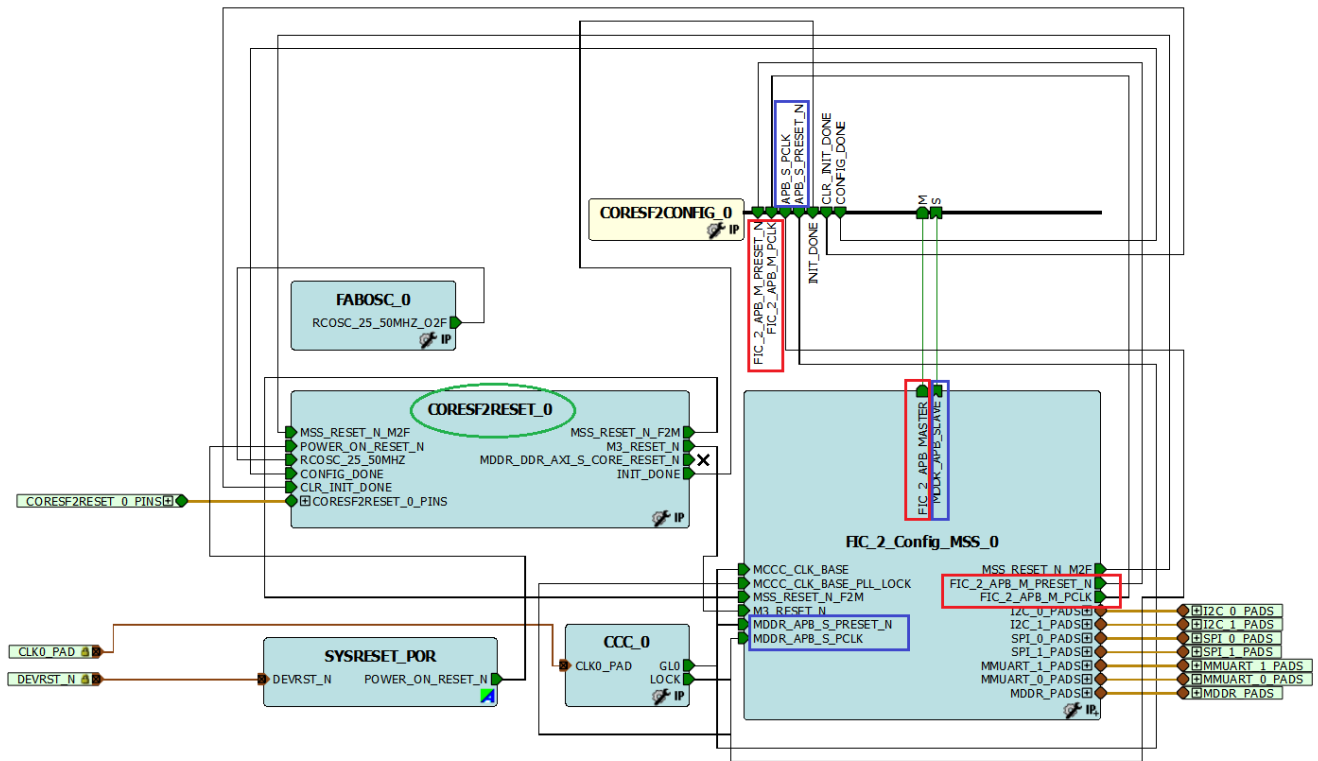 APB_S_PCLK
APB_S_PRESET_N
CLR_INIT_DONE
CONFIG_DONE
M
S
CORESF2CONFIG_0
IP
FIC_2_APB_M_PRESET_N
FIC_2_APB_M_PCLK
INIT_DONE
FABOSC_0
RCOSC_25_50MHZ_O2F
IP
CORESF2RESET_0
MSS_RESET_N_M2F
POWER_ON_RESET_N
RCOSC_25_50MHZ
CONFIG_DONE
CLR_INIT_DONE
CORESF2RESET_0_PINS
MSS_RESET_N_F2M
M3_RESET_N
MDDR_DDR_AXI_S_CORE_RESET_N
INIT_DONE
IP
CORESF2RESET_0_PINS
FIC_2_APB_MASTER
MDDR_APB_SLAVE
FIC_2_Config_MSS_0
MCCC_CLK_BASE
MCCC_CLK_BASE_PLL_LOCK
MSS_RESET_N_F2M
M3_RESET_N
MDDR_APB_S_PRESET_N
MDDR_APB_S_PCLK
MSS_RESET_N_M2F
FIC_2_APB_M_PRESET_N
FIC_2_APB_M_PCLK
I2C_0_PADS
I2C_1_PADS
SPI_0_PADS
SPI_1_PADS
MMUART_1_PADS
MMUART_0_PADS
MDDR_PADS
IP
I2C_0_PADS
I2C_1_PADS
SPI_0_PADS
SPI_1_PADS
MMUART_1_PADS
MMUART_0_PADS
MDDR_PADS
CLK0_PAD
DEVRST_N
SYSRESET_POR
DEVRST_N
POWER_ON_RESET_N
A
CCC_0
CLK0_PAD
GL0
LOCK
IP